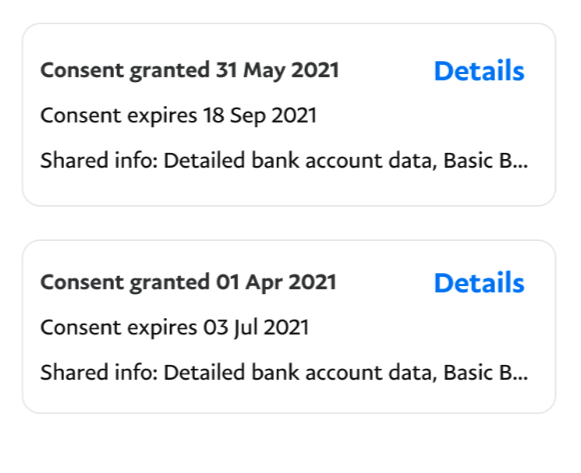 Consent granted 31 May 2021 Details
Consent expires 18 Sep 2021
Shared info: Detailed bank account data, Basic B...
Consent granted 01 Apr 2021 Details
Consent expires 03 Jul 2021
Shared info: Detailed bank account data, Basic B...